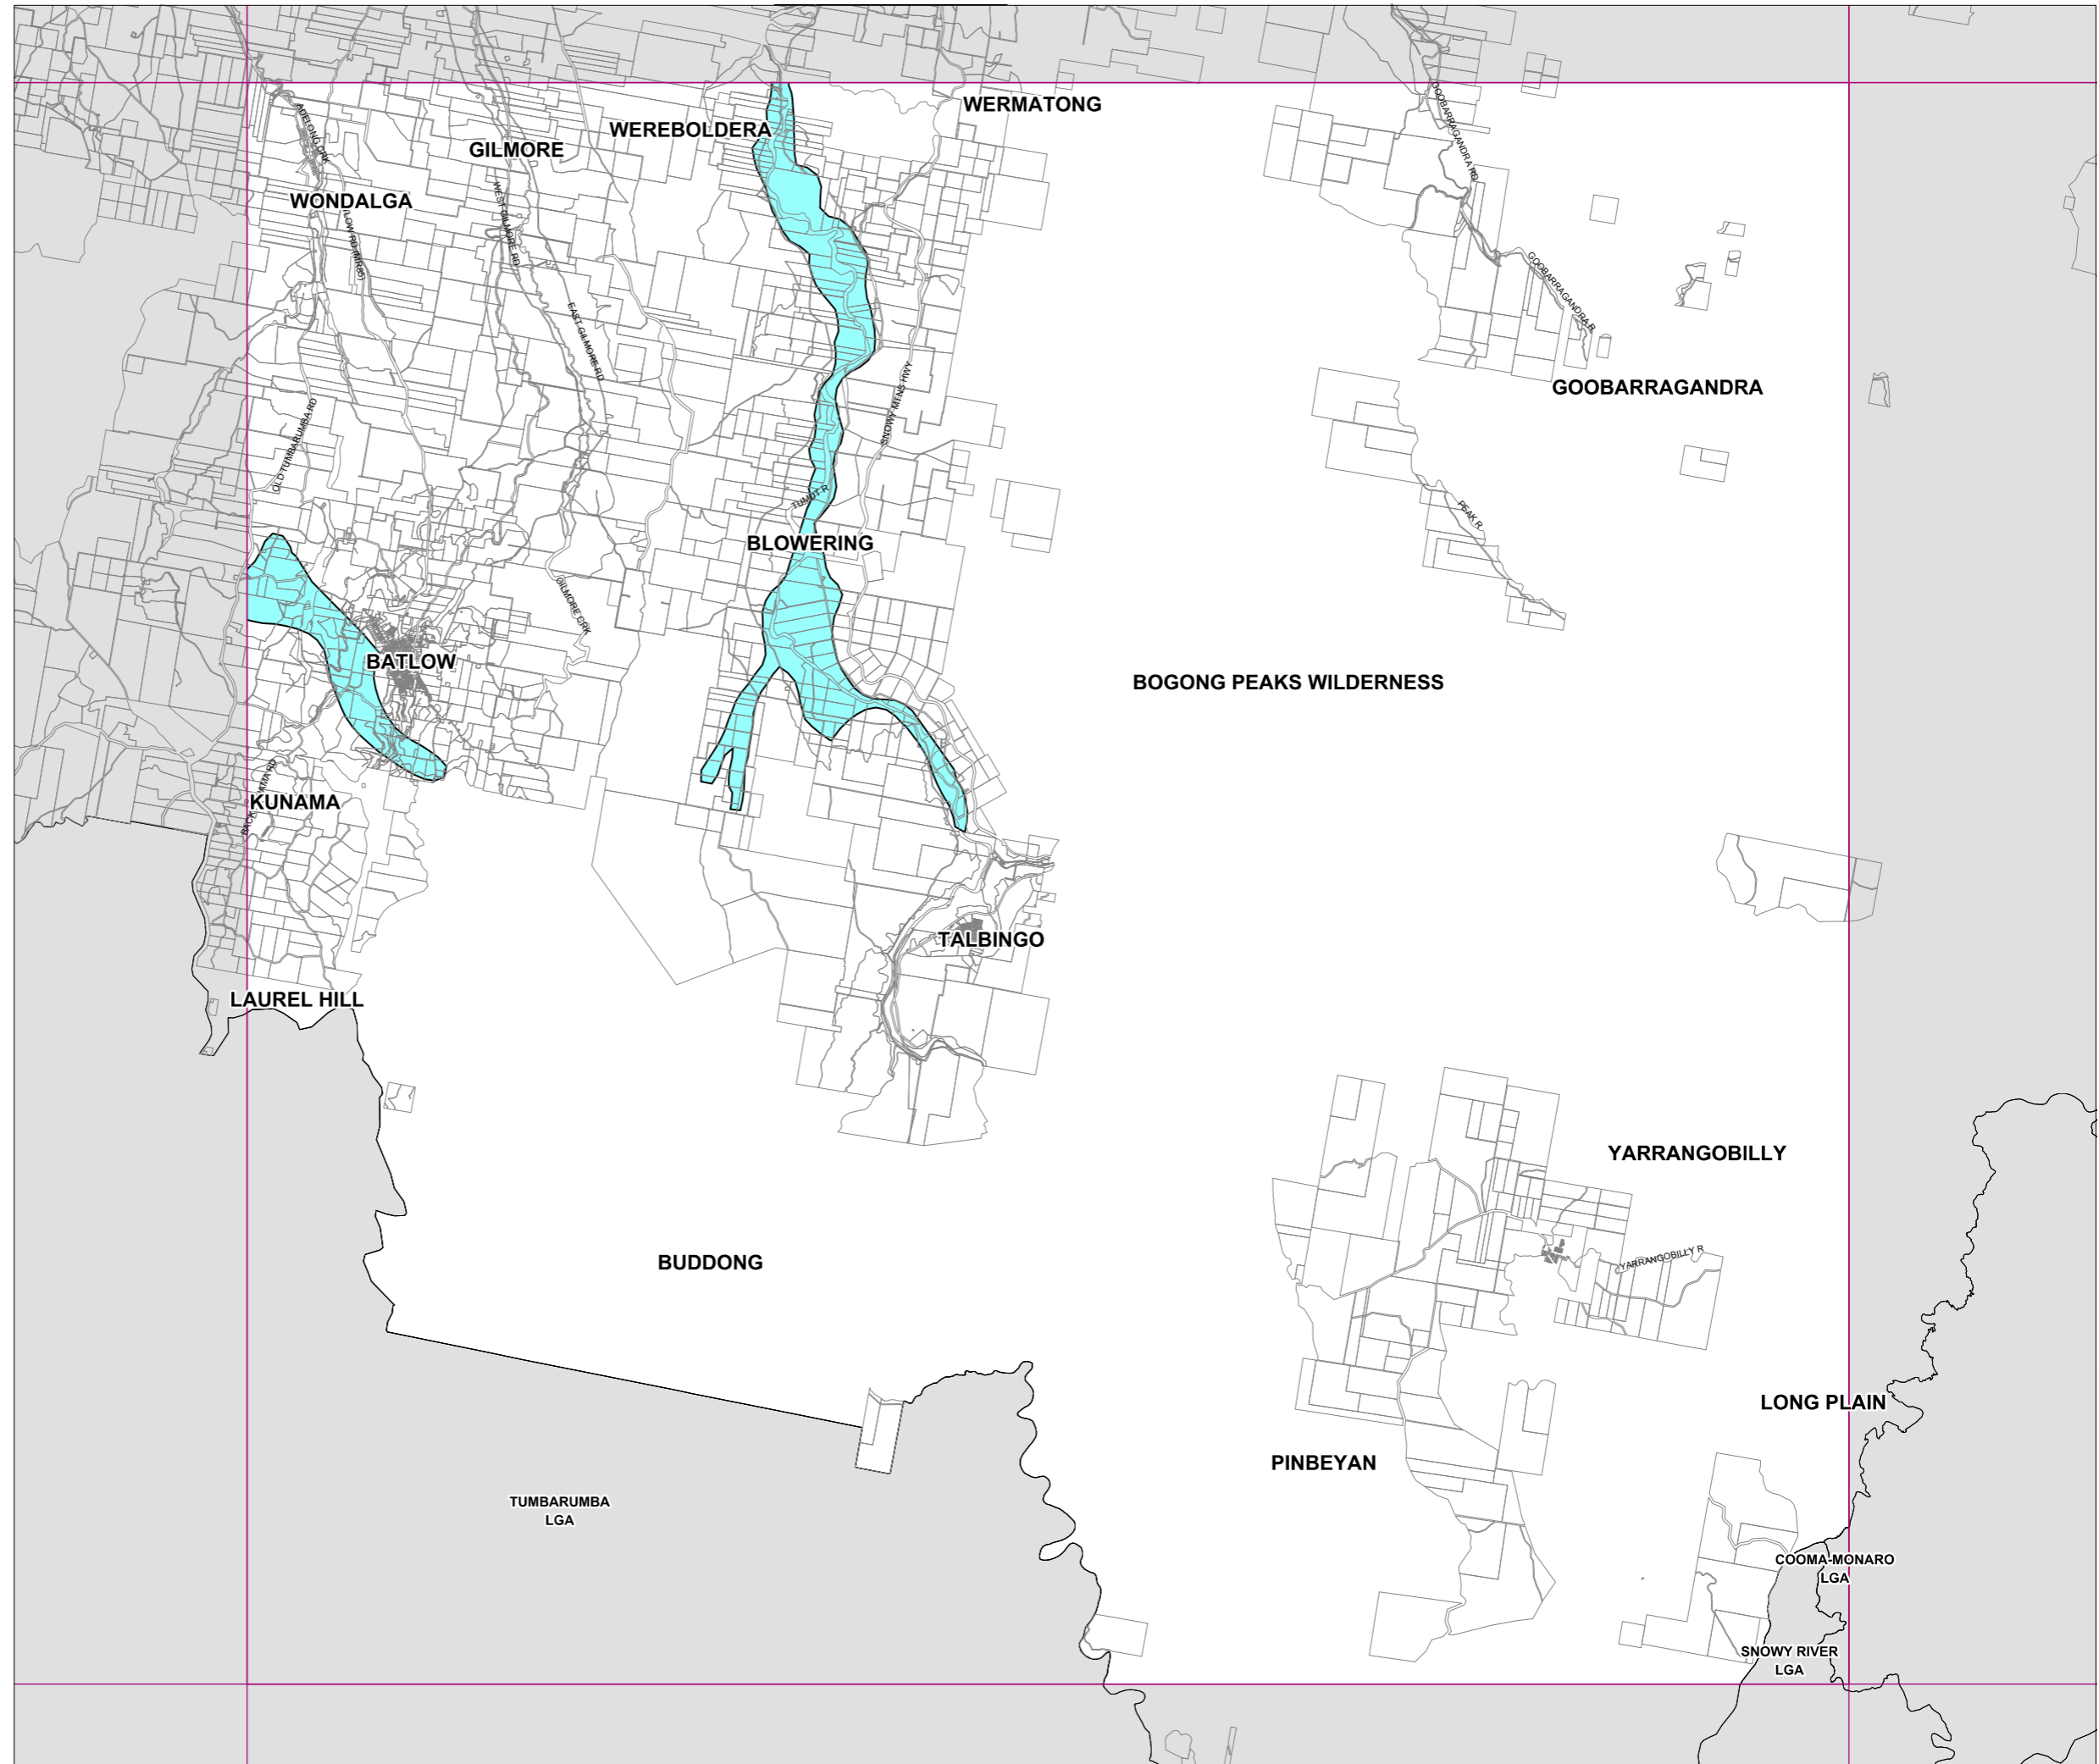 WERMATONG
WEREBOLDERA
GILMORE
ADELONG CRK
GOOBARRAGANDRA RD
WONDALGA
WEST GILMORE RD
GOOBARRAGANDRA R
EAST GILMORE RD
SNOWY MTNS HWY
GOOBARRAGANDRA
OLD TUMBARUMBA RD
TUMUT R
PEAK R
BLOWERING
GILMORE CRK
BATLOW
BOGONG PEAKS WILDERNESS
KUNAMA
TALBINGO
LAUREL HILL
YARRANGOBILLY
YARRANGOBILLY R
BUDDONG
LONG PLAIN
PINBEYAN
TUMBARUMBA
LGA
COOMA-MONARO
LGA
SNOWY RIVER
LGA